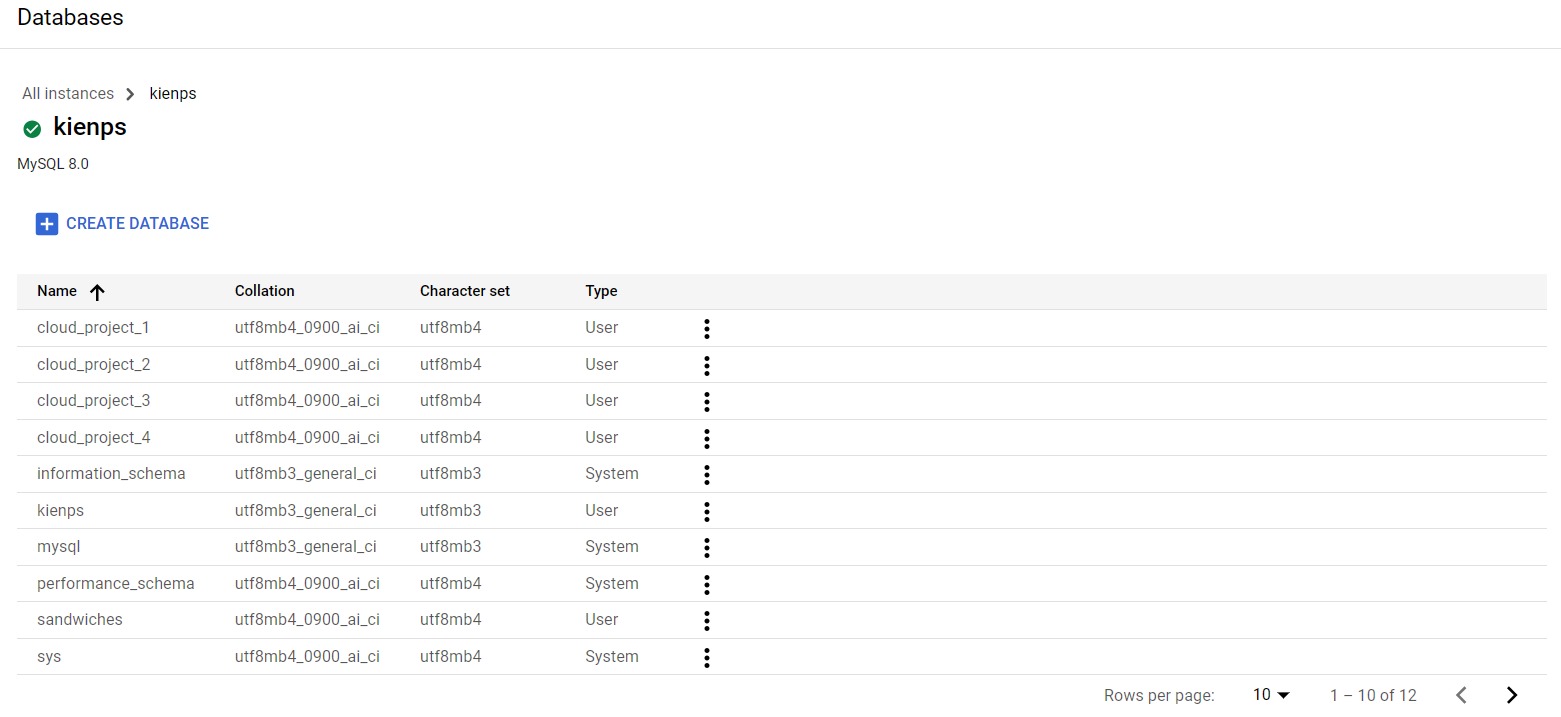 Databases
All instances kienps
kienps
MySQL 8.0
CREATE DATABASE
Name Collation Character set Type
cloud_project_1 utf8mb4_0900_ai_ci utf8mb4 User
cloud_project_2 utf8mb4_0900_ai_ci utf8mb4 User
cloud_project_3 utf8mb4_0900_ai_ci utf8mb4 User
cloud_project_4 utf8mb4_0900_ai_ci utf8mb4 User
information_schema utf8mb3_general_ci utf8mb3 System
kienps utf8mb3_general_ci utf8mb3 User
mysql utf8mb3_general_ci utf8mb3 System
performance_schema utf8mb4_0900_ai_ci utf8mb4 System
sandwiches utf8mb4_0900_ai_ci utf8mb4 User
sys utf8mb4_0900_ai_ci utf8mb4 System
Rows per page: 10 1 – 10 of 12